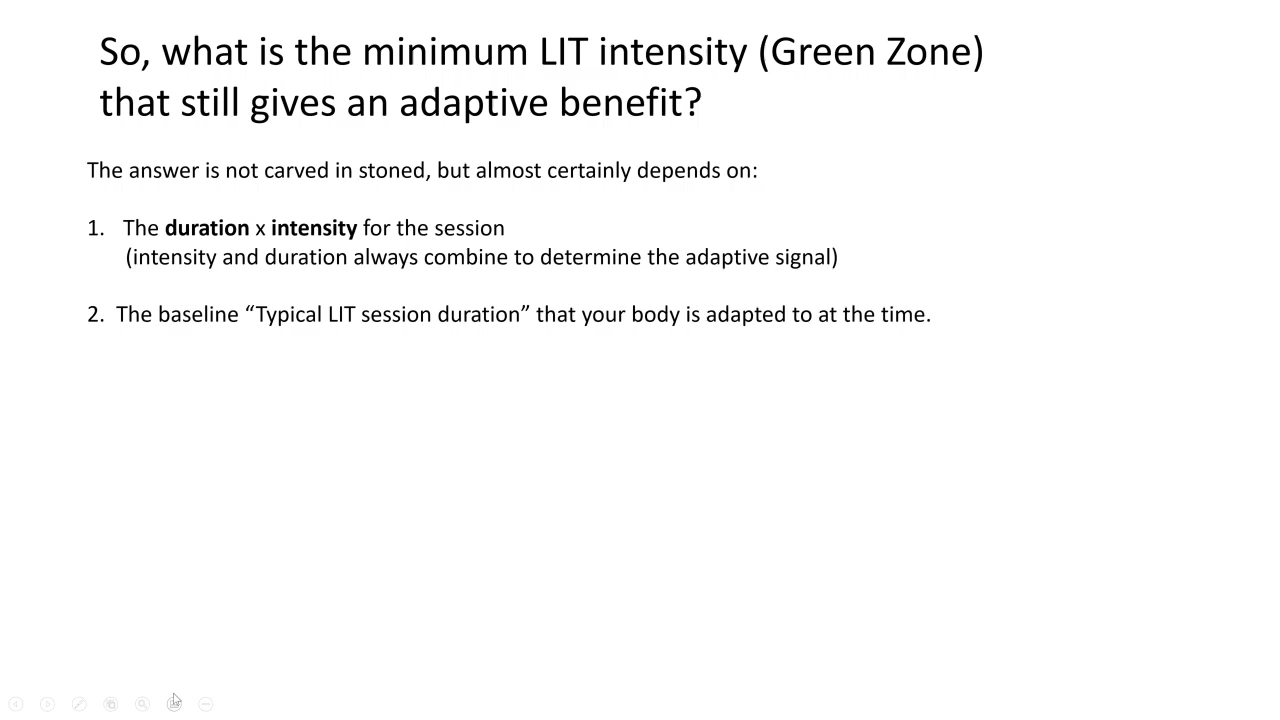 So, what is the minimum LIT intensity (Green Zone)
that still gives an adaptive benefit?
The answer is not carved in stoned, but almost certainly depends on:
1. The duration x intensity for the session
(intensity and duration always combine to determine the adaptive signal)
2. The baseline “Typical LIT session duration” that your body is adapted to at the time.